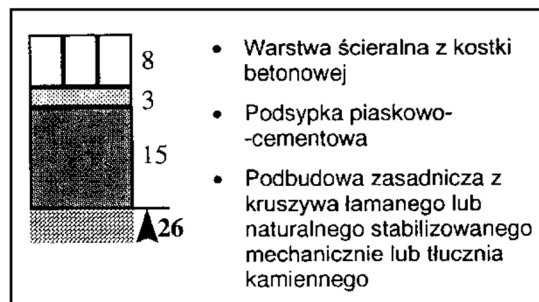 8
3
15
26
• Warstwa ścieralna z kostki
betonowej
• Podsypka piaskowo-
-cementowa
• Podbudowa zasadnicza z
kruszywa łamanego lub
naturalnego stabilizowanego
mechanicznie lub tłucznia
kamiennego